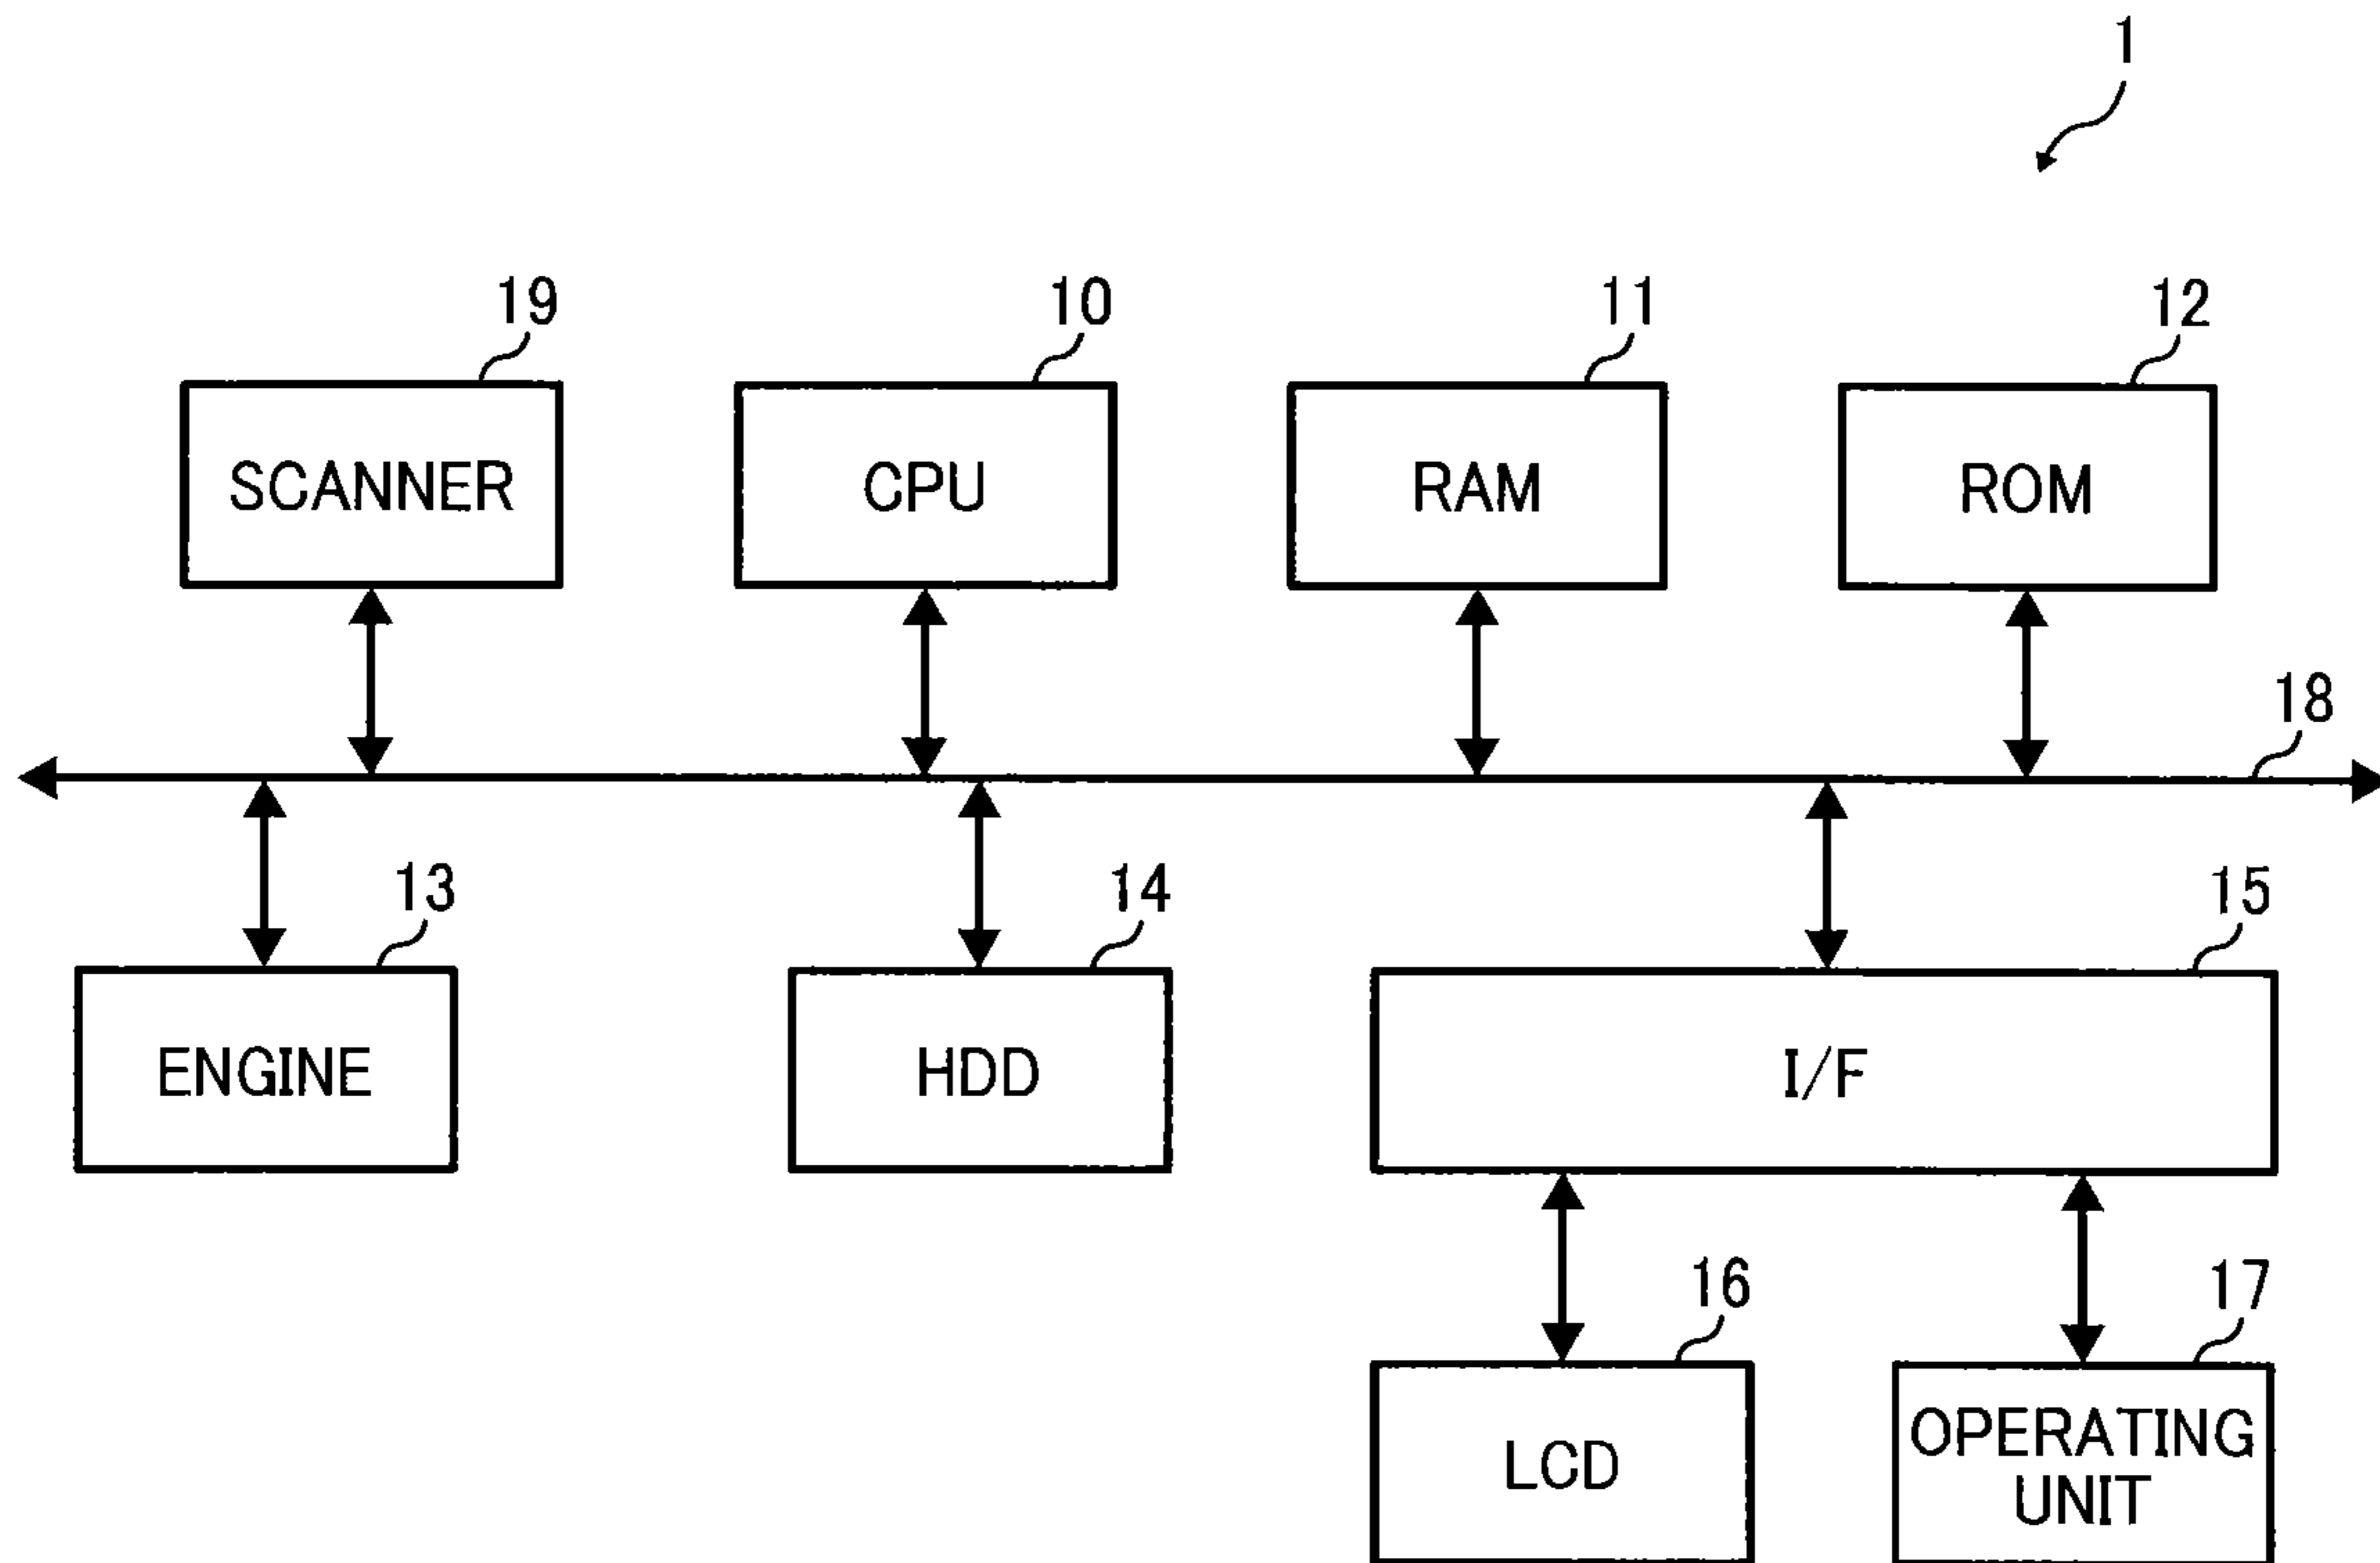 1
19
10
11
12
SCANNER
CPU
RAM
ROM
18
13
14
15
ENGINE
HDD
I/F
16
17
LCD
OPERATING
UNIT